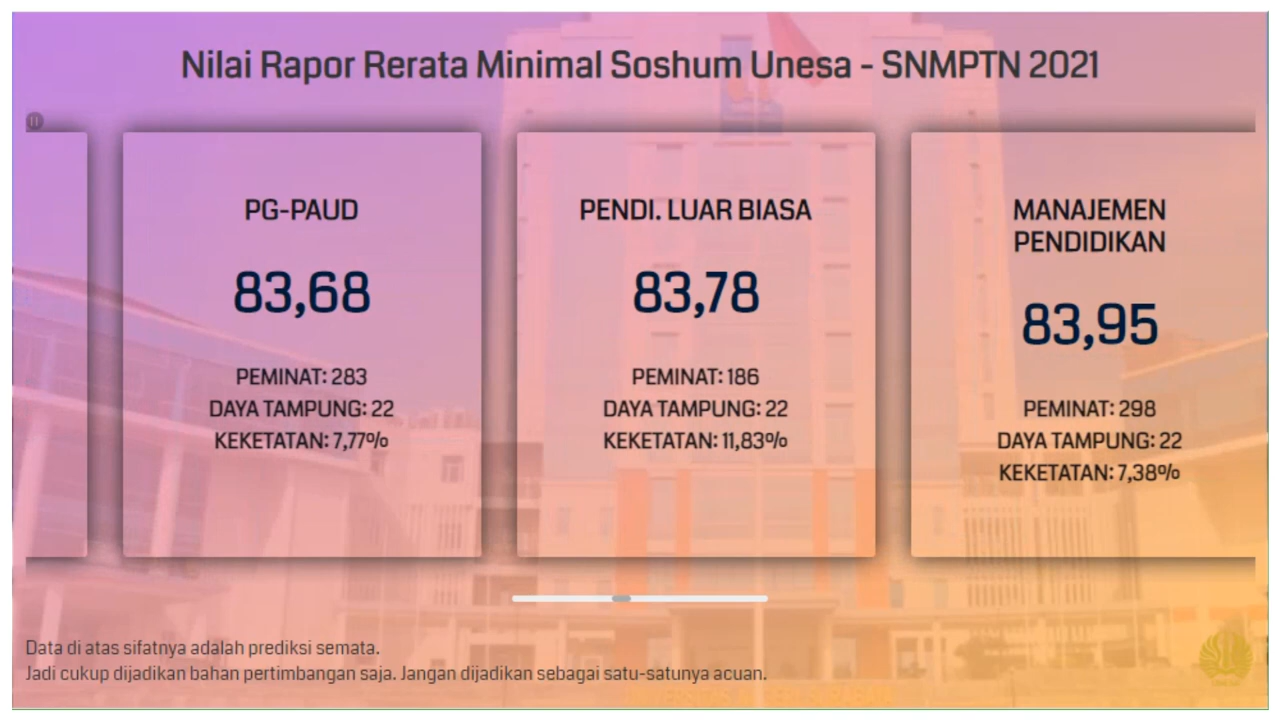 Nilai Rapor Rerata Minimal Soshum Unesa - SNMPTN 2021
PG-PAUD
83,68
PEMINAT: 283
DAYA TAMPUNG: 22
KEKETATAN: 7,77%
PENDI. LUAR BIASA
83,78
PEMINAT: 186
DAYA TAMPUNG: 22
KEKETATAN: 11,83%
MANAJEMEN
PENDIDIKAN
83,95
PEMINAT: 298
DAYA TAMPUNG: 22
KEKETATAN: 7,38%
Data di atas sifatnya adalah prediksi semata.
Jadi cukup dijadikan bahan pertimbangan saja. Jangan dijadikan sebagai satu-satunya acuan.